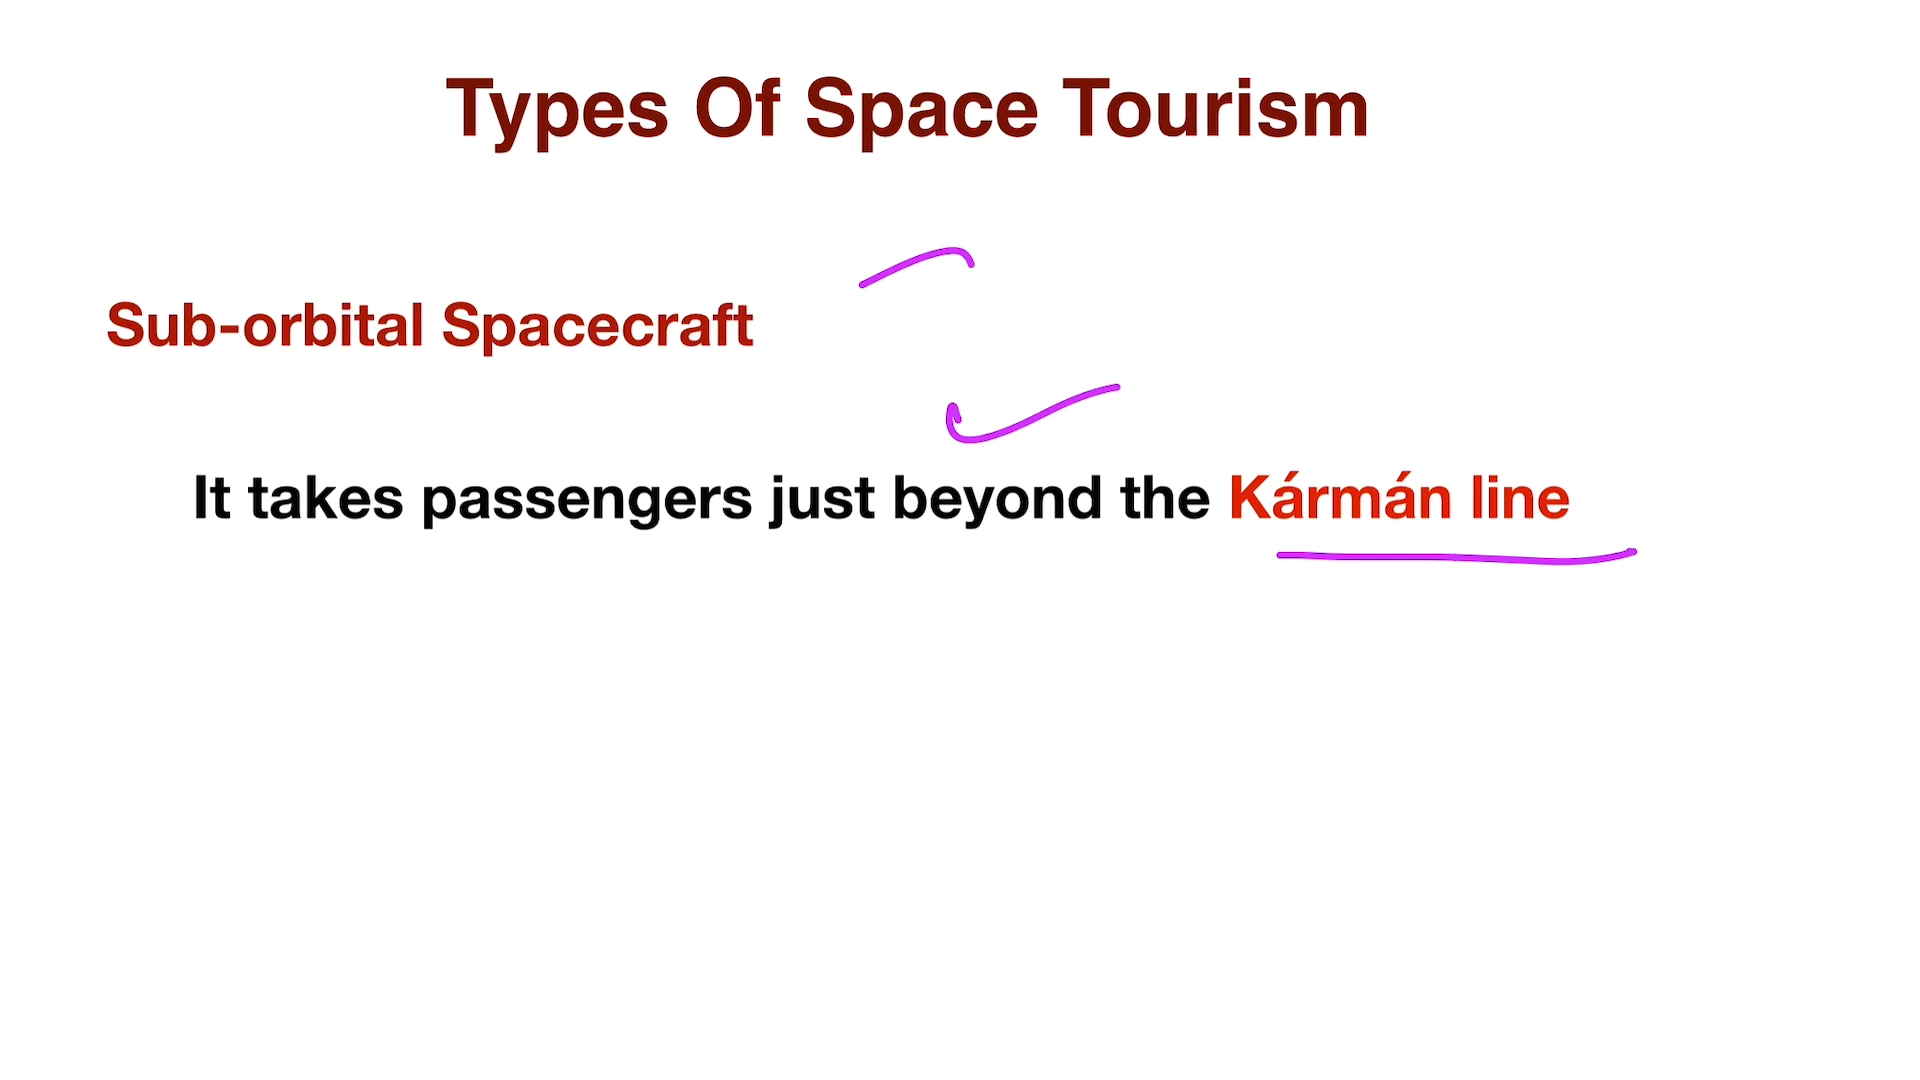 Types Of Space Tourism
Sub-orbital Spacecraft
It takes passengers just beyond the Kármán line